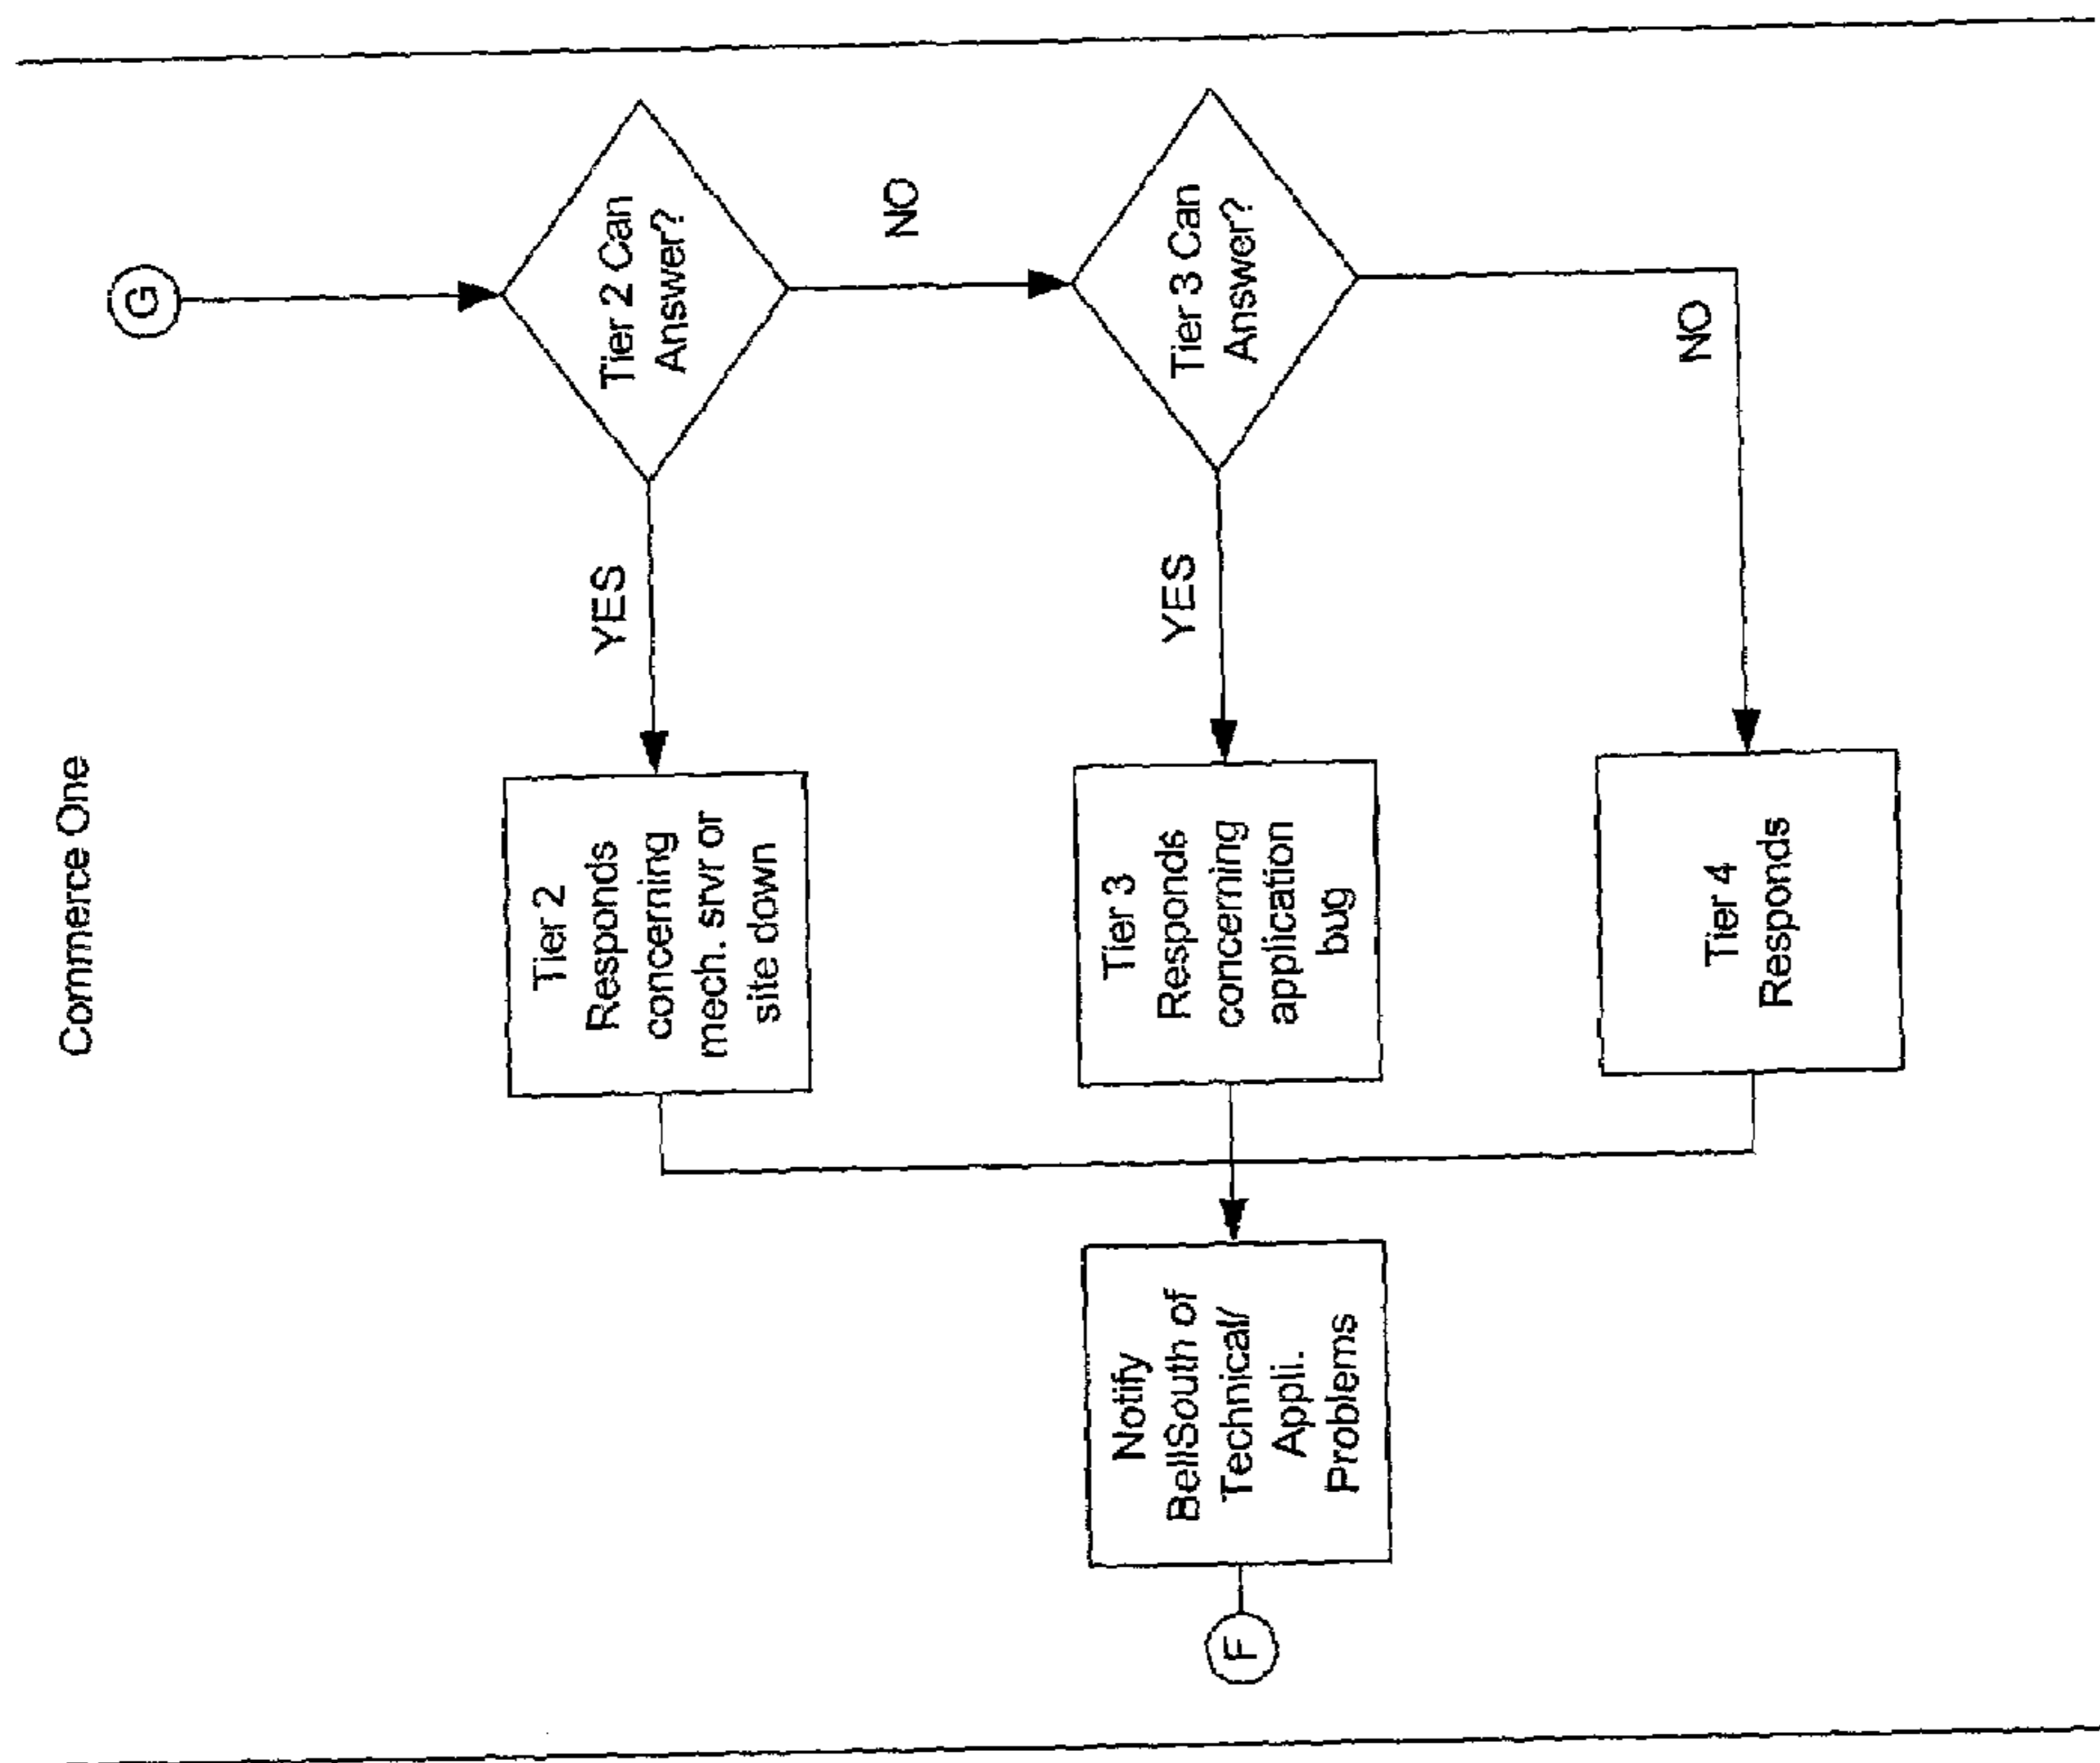 Commerce One
G
Tier 2 Can
Answer?
YES
NO
Tier 2
Responds
concerning
mech. srvr or
site down
Tier 3 Can
Answer?
YES
NO
Tier 3
Responds
concerning
application
bug
Tier 4
Responds
Notify
BellSouth of
Technical/
Appli.
Problems
F